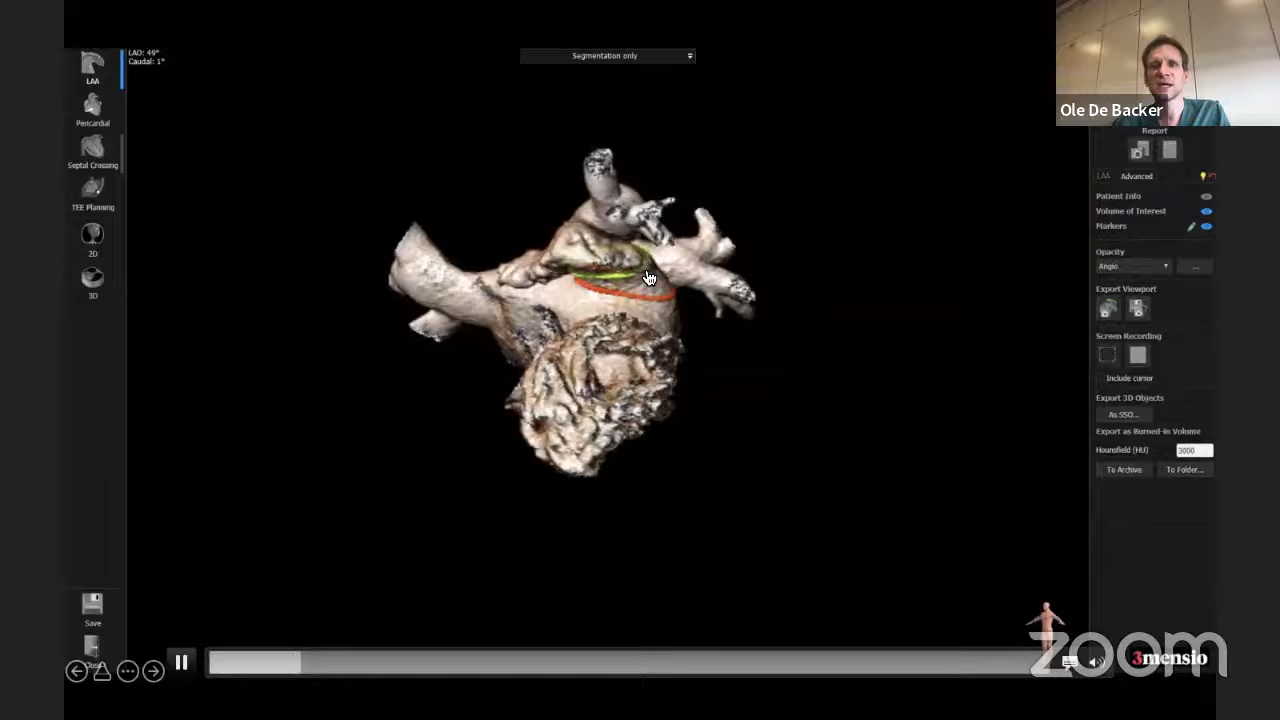 LAO: 49°
Caudal: 1°
Segmentation only
Ole De Backer
LAA
Pericardial
Septal Crossing
TEE Planning
2D
3D
Save
Report
LAA Advanced
Patient Info
Volume of Interest
Markers
Opacity
Angio
...
Export Viewport
Screen Recording
Include cursor
Export 3D Objects
As SSO...
Export as Burned-in Volume
Hounsfield (HU) 3000
To Archive To Folder...
zoom
3mensio